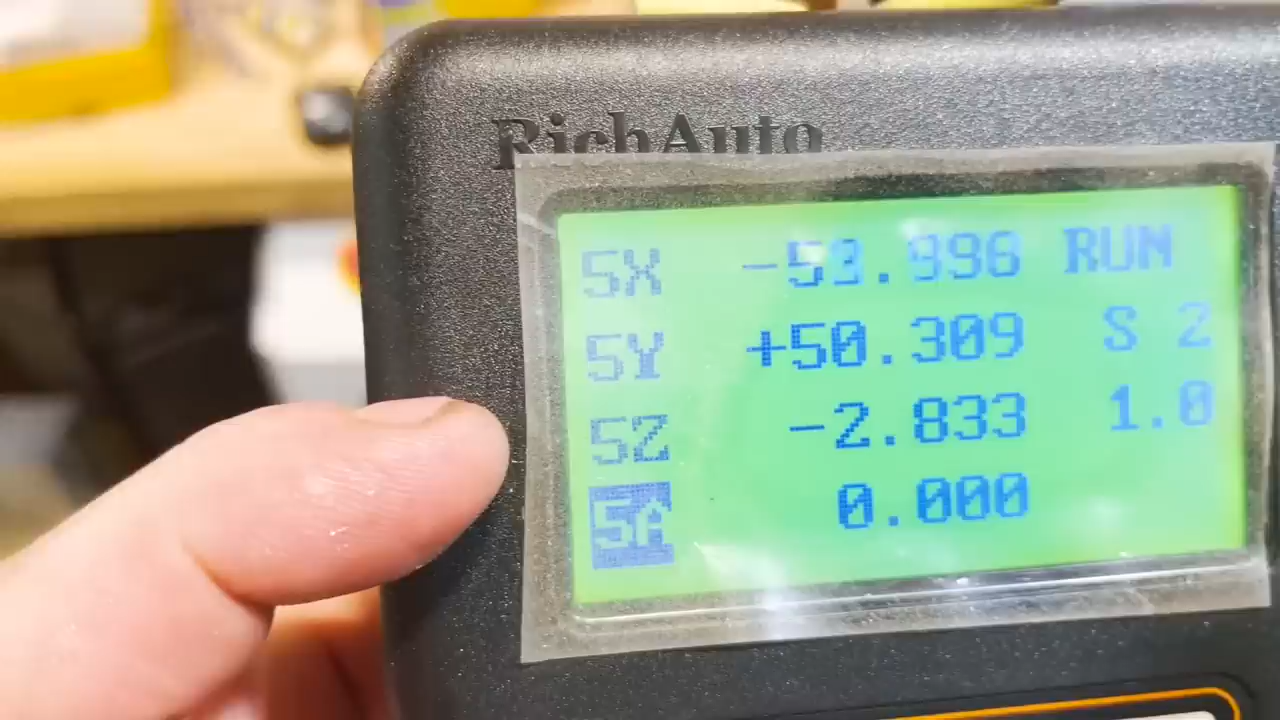 RichAuto
5X -53.996 RUN
5Y +50.309 S 2
5Z -2.833 1.0
5A 0.000